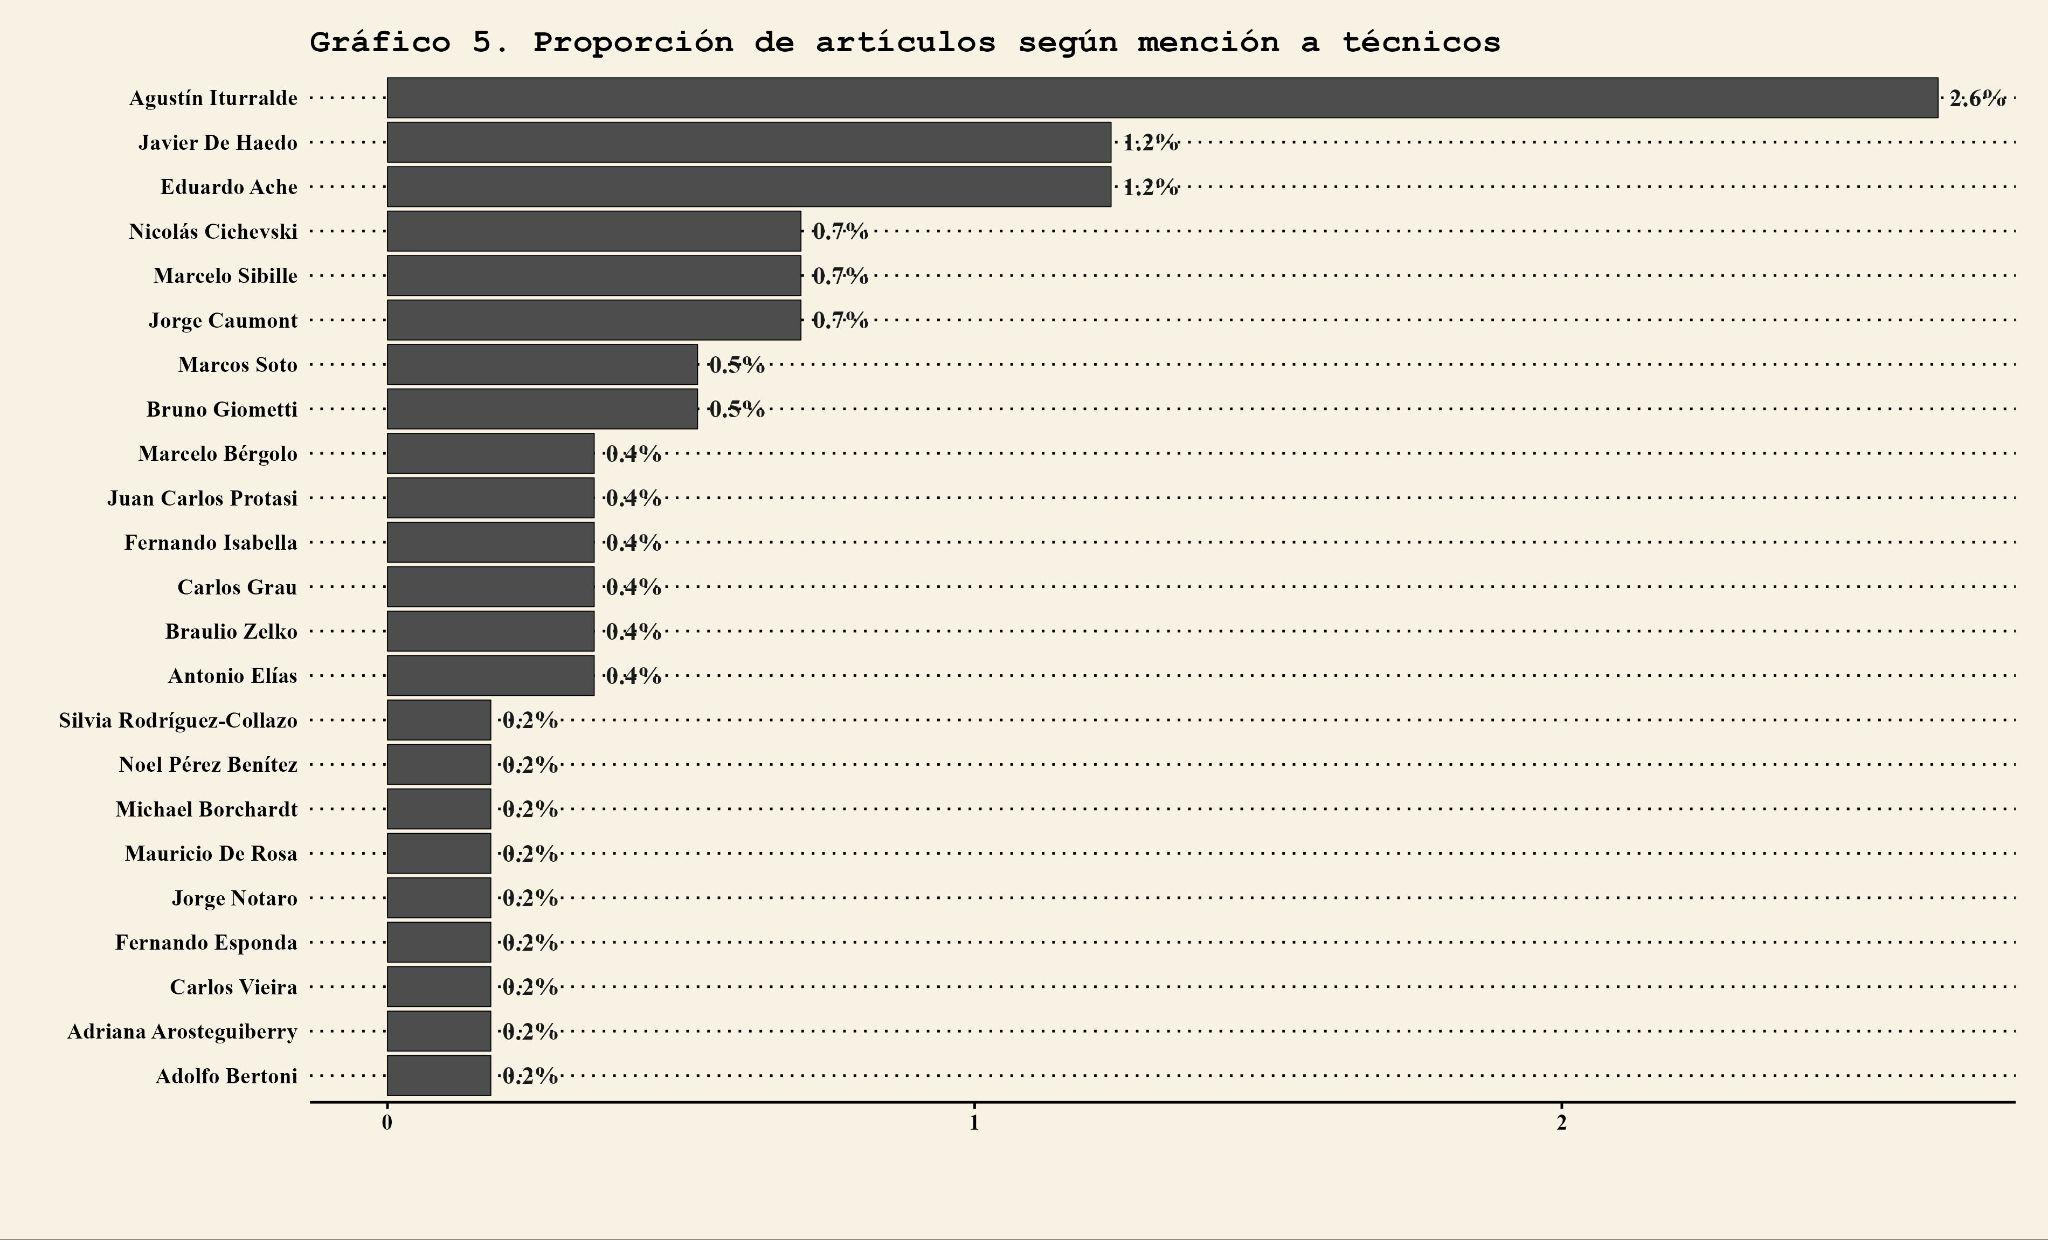 Gráfico 5. Proporción de artículos según mención a técnicos
Agustín Iturralde 2.6%
Javier De Haedo 1.2%
Eduardo Ache 1.2%
Nicolás Cichevski 0.7%
Marcelo Sibille 0.7%
Jorge Caumont 0.7%
Marcos Soto 0.5%
Bruno Giometti 0.5%
Marcelo Bérgolo 0.4%
Juan Carlos Protasi 0.4%
Fernando Isabella 0.4%
Carlos Grau 0.4%
Braulio Zelko 0.4%
Antonio Elías 0.4%
Silvia Rodríguez-Collazo 0.2%
Noel Pérez Benítez 0.2%
Michael Borchardt 0.2%
Mauricio De Rosa 0.2%
Jorge Notaro 0.2%
Fernando Esponda 0.2%
Carlos Vieira 0.2%
Adriana Arosteguiberry 0.2%
Adolfo Bertoni 0.2%
0 1 2